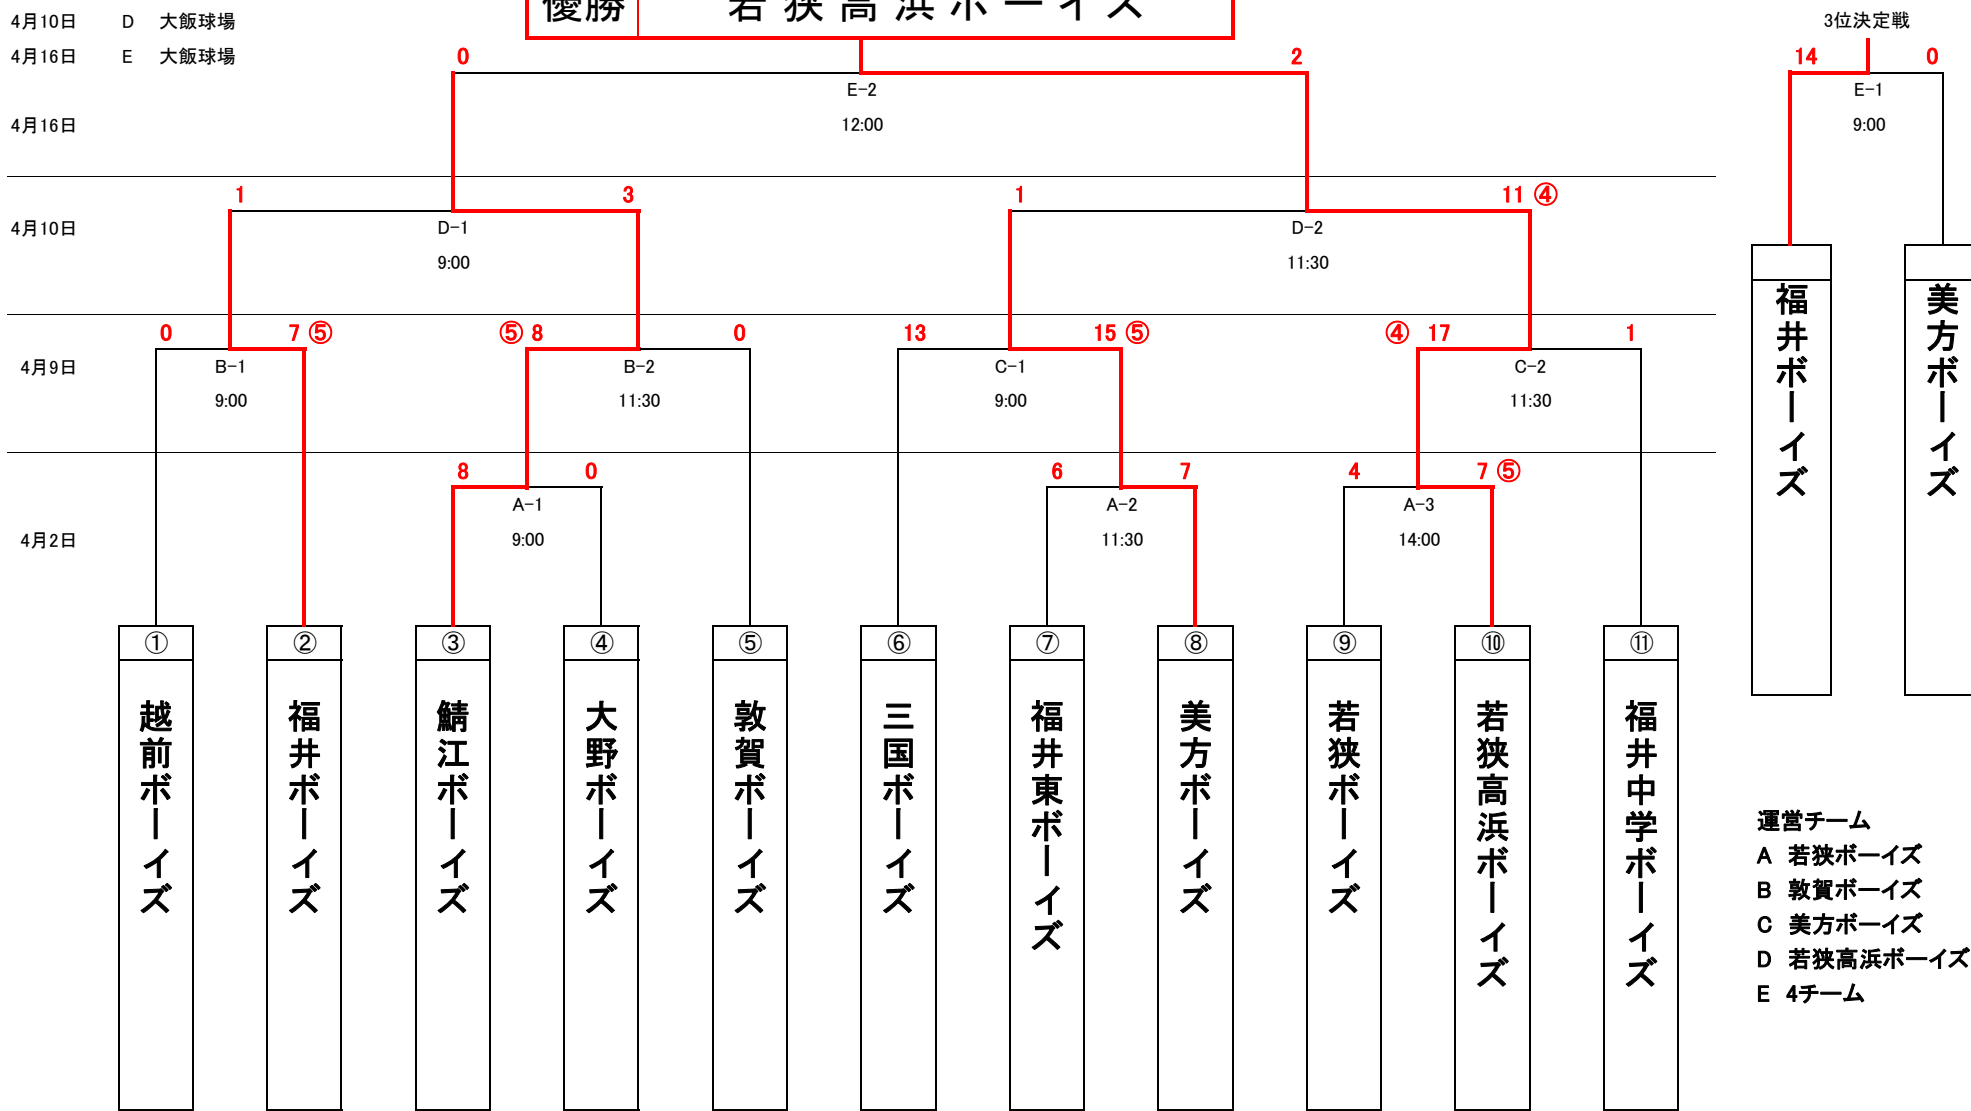 優勝 若狭高浜ボーイズ
4月10日 D 大飯球場
3位決定戦
4月16日 E 大飯球場
0 2
14 0
E-2
E-1
4月16日
12:00
9:00
1 3 1 11 ④
4月10日
D-1 D-2
9:00 11:30
0 7 ⑤ ⑤ 8 0 13 15 ⑤ ④ 17 1
4月9日
B-1 B-2 C-1 C-2
9:00 11:30 9:00 11:30
8 0 6 7 4 7 ⑤
A-1 A-2 A-3
4月2日
9:00 11:30 14:00
福井ボーイズ
美方ボーイズ
① 越前ボーイズ
② 福井ボーイズ
③ 鯖江ボーイズ
④ 大野ボーイズ
⑤ 敦賀ボーイズ
⑥ 三国ボーイズ
⑦ 福井東ボーイズ
⑧ 美方ボーイズ
⑨ 若狭ボーイズ
⑩ 若狭高浜ボーイズ
⑪ 福井中学ボーイズ
運営チーム
A 若狭ボーイズ
B 敦賀ボーイズ
C 美方ボーイズ
D 若狭高浜ボーイズ
E 4チーム